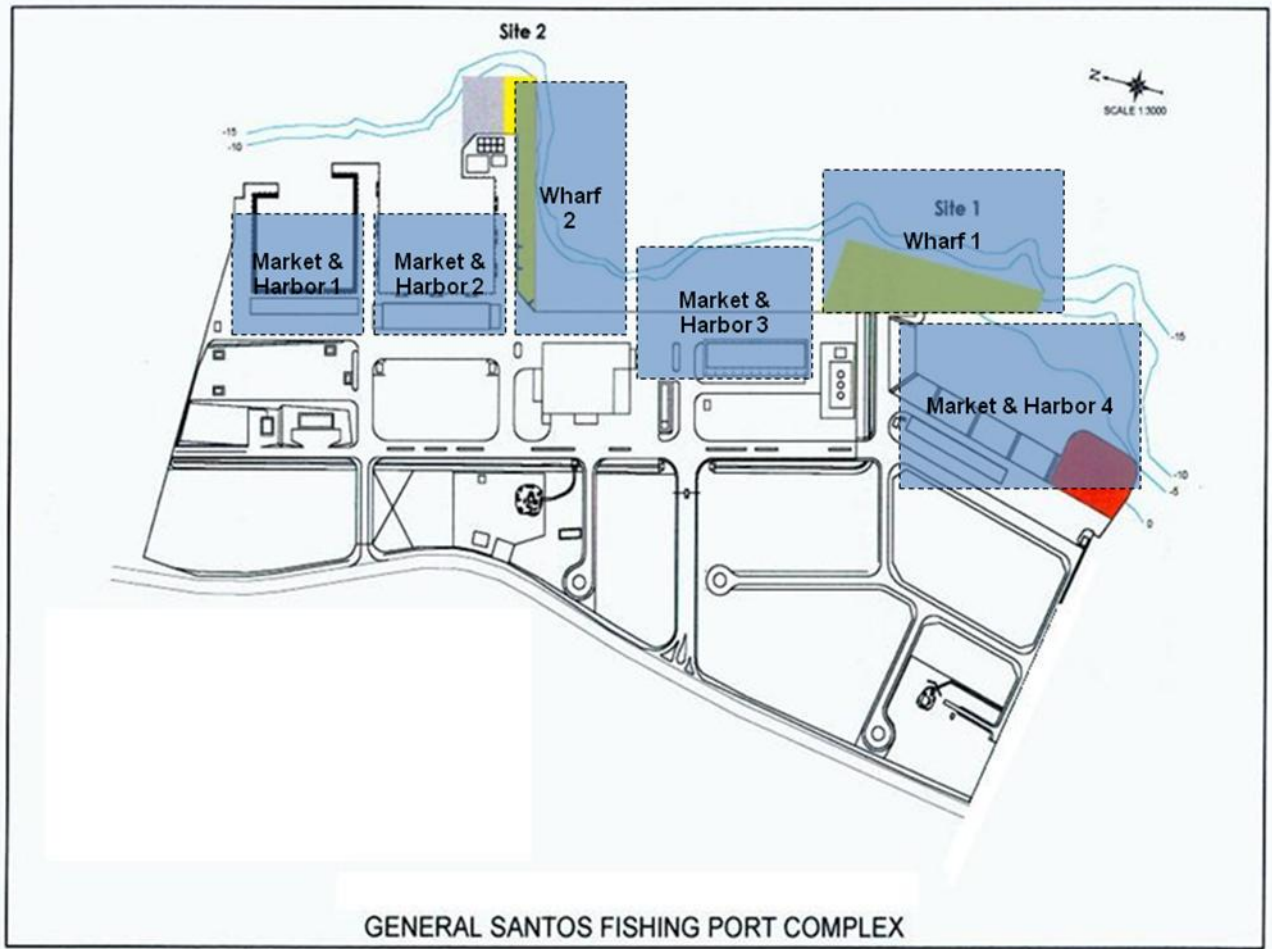 Site 2
N
SCALE 1:3000
-15
-10
Wharf
2
Site 1
Wharf 1
Market &
Harbor 1
Market &
Harbor 2
Market &
Harbor 3
-15
Market & Harbor 4
-10
-5
0
GENERAL SANTOS FISHING PORT COMPLEX